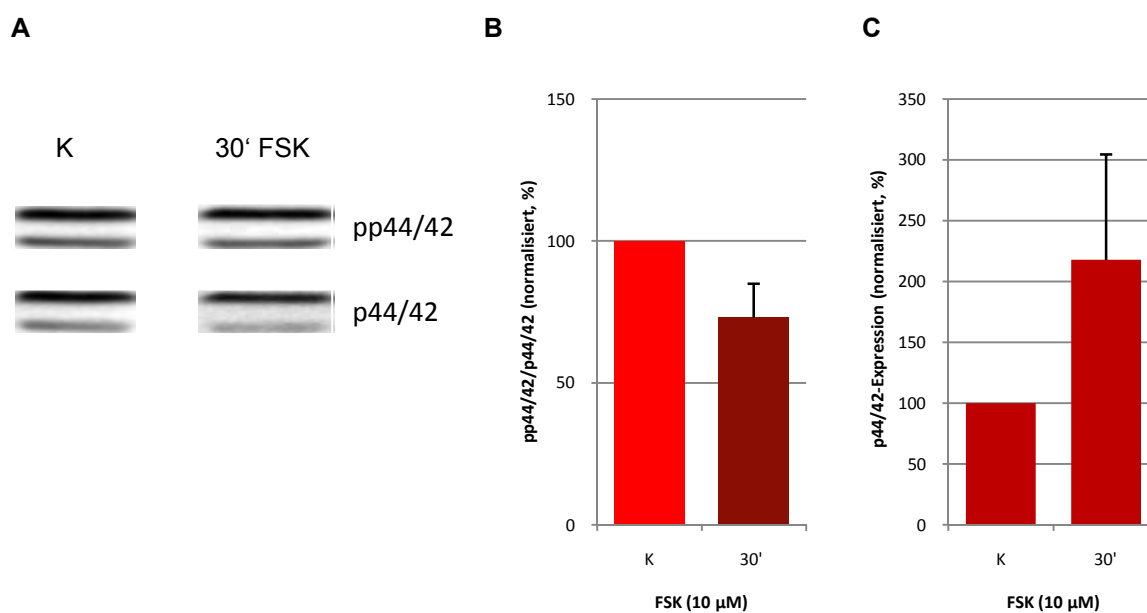 A
K
30‘ FSK
pp44/42
p44/42
B
pp44/42/p44/42 (normalisiert, %)
150
100
50
0
K
30'
FSK (10 µM)
C
p44/42-Expression (normalisiert, %)
350
300
250
200
150
100
50
0
K
30'
FSK (10 µM)